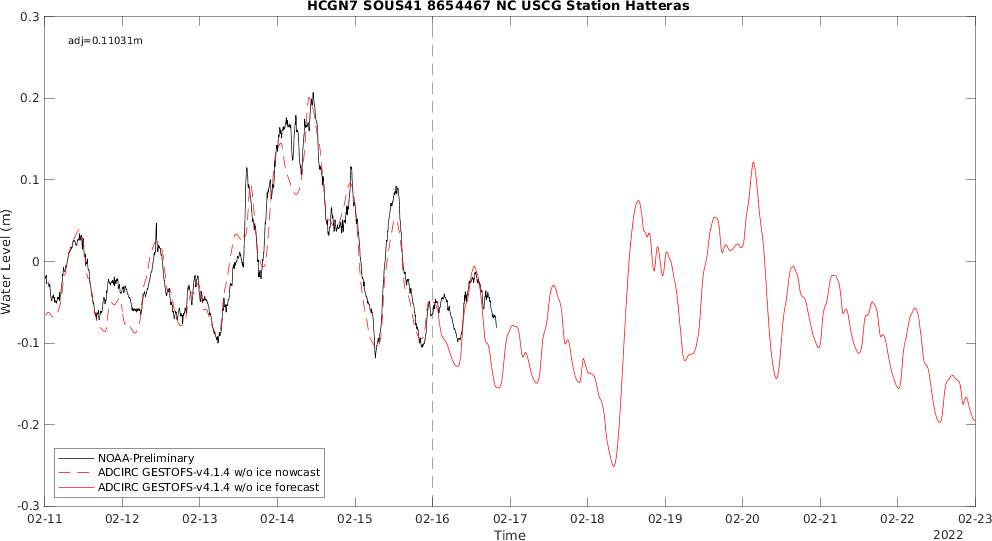 HCGN7 SOUS41 8654467 NC USCG Station Hatteras
adj=0.11031m
0.3
0.2
0.1
0
-0.1
-0.2
-0.3
Water Level (m)
NOAA-Preliminary
ADCIRC GESTOFS-v4.1.4 w/o ice nowcast
ADCIRC GESTOFS-v4.1.4 w/o ice forecast
02-11 02-12 02-13 02-14 02-15 02-16 02-17 02-18 02-19 02-20 02-21 02-22 02-23
Time
2022